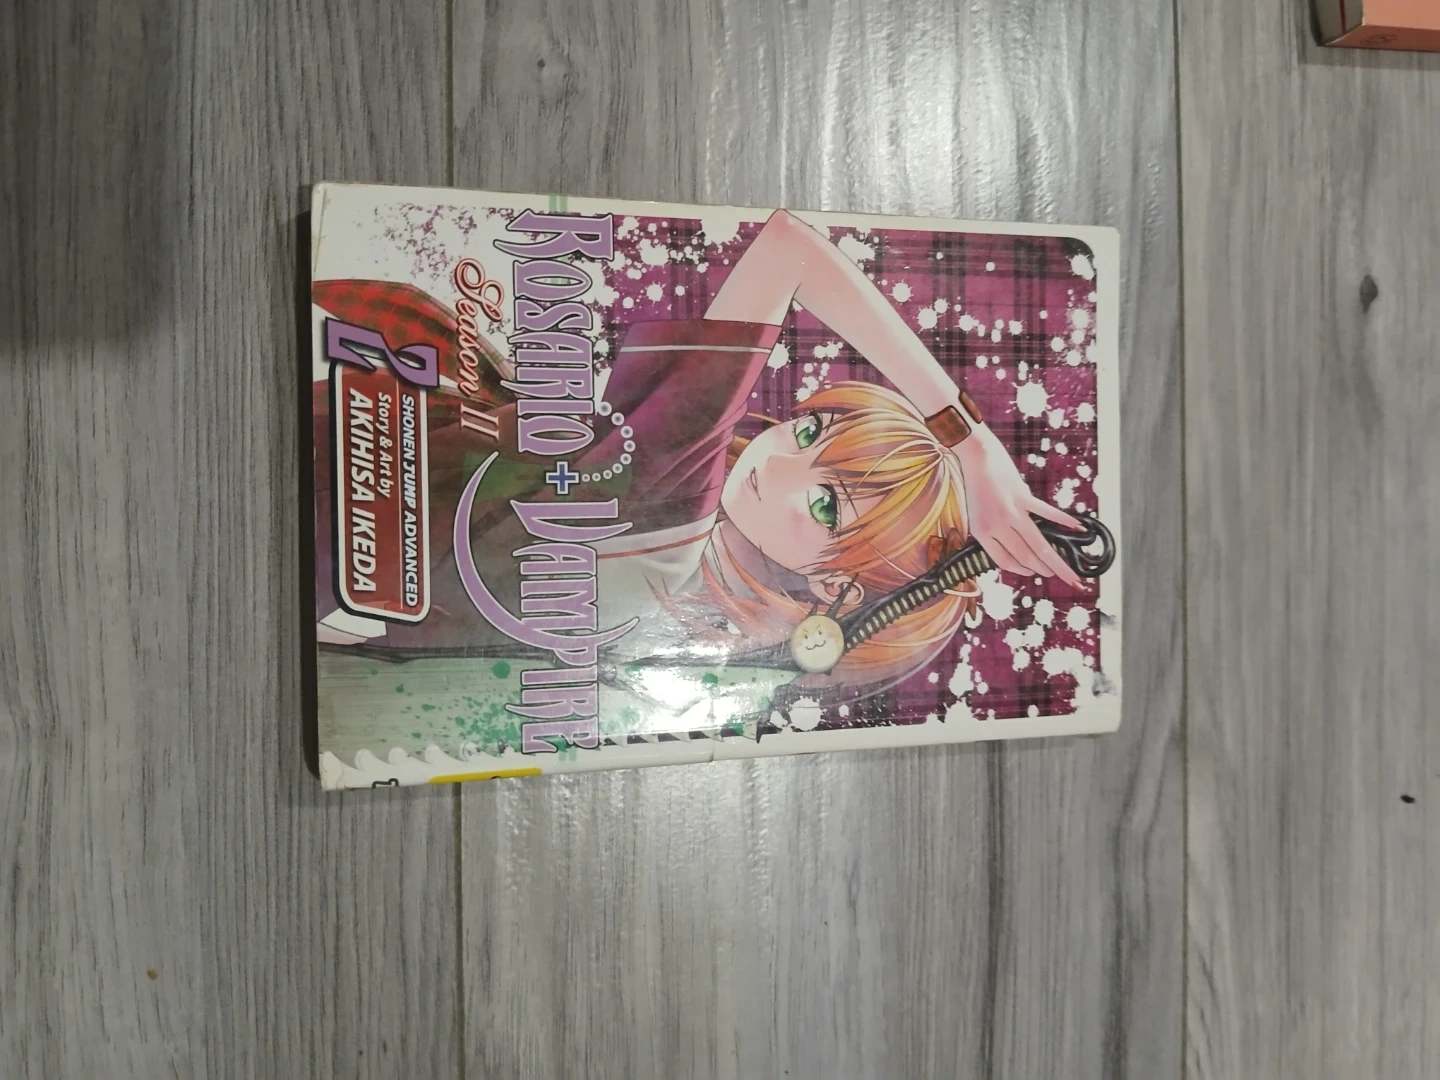 ROSARIO+VAMPIRE
Season II
2
SHONEN JUMP ADVANCED
Story & Art by
AKIHISA IKEDA